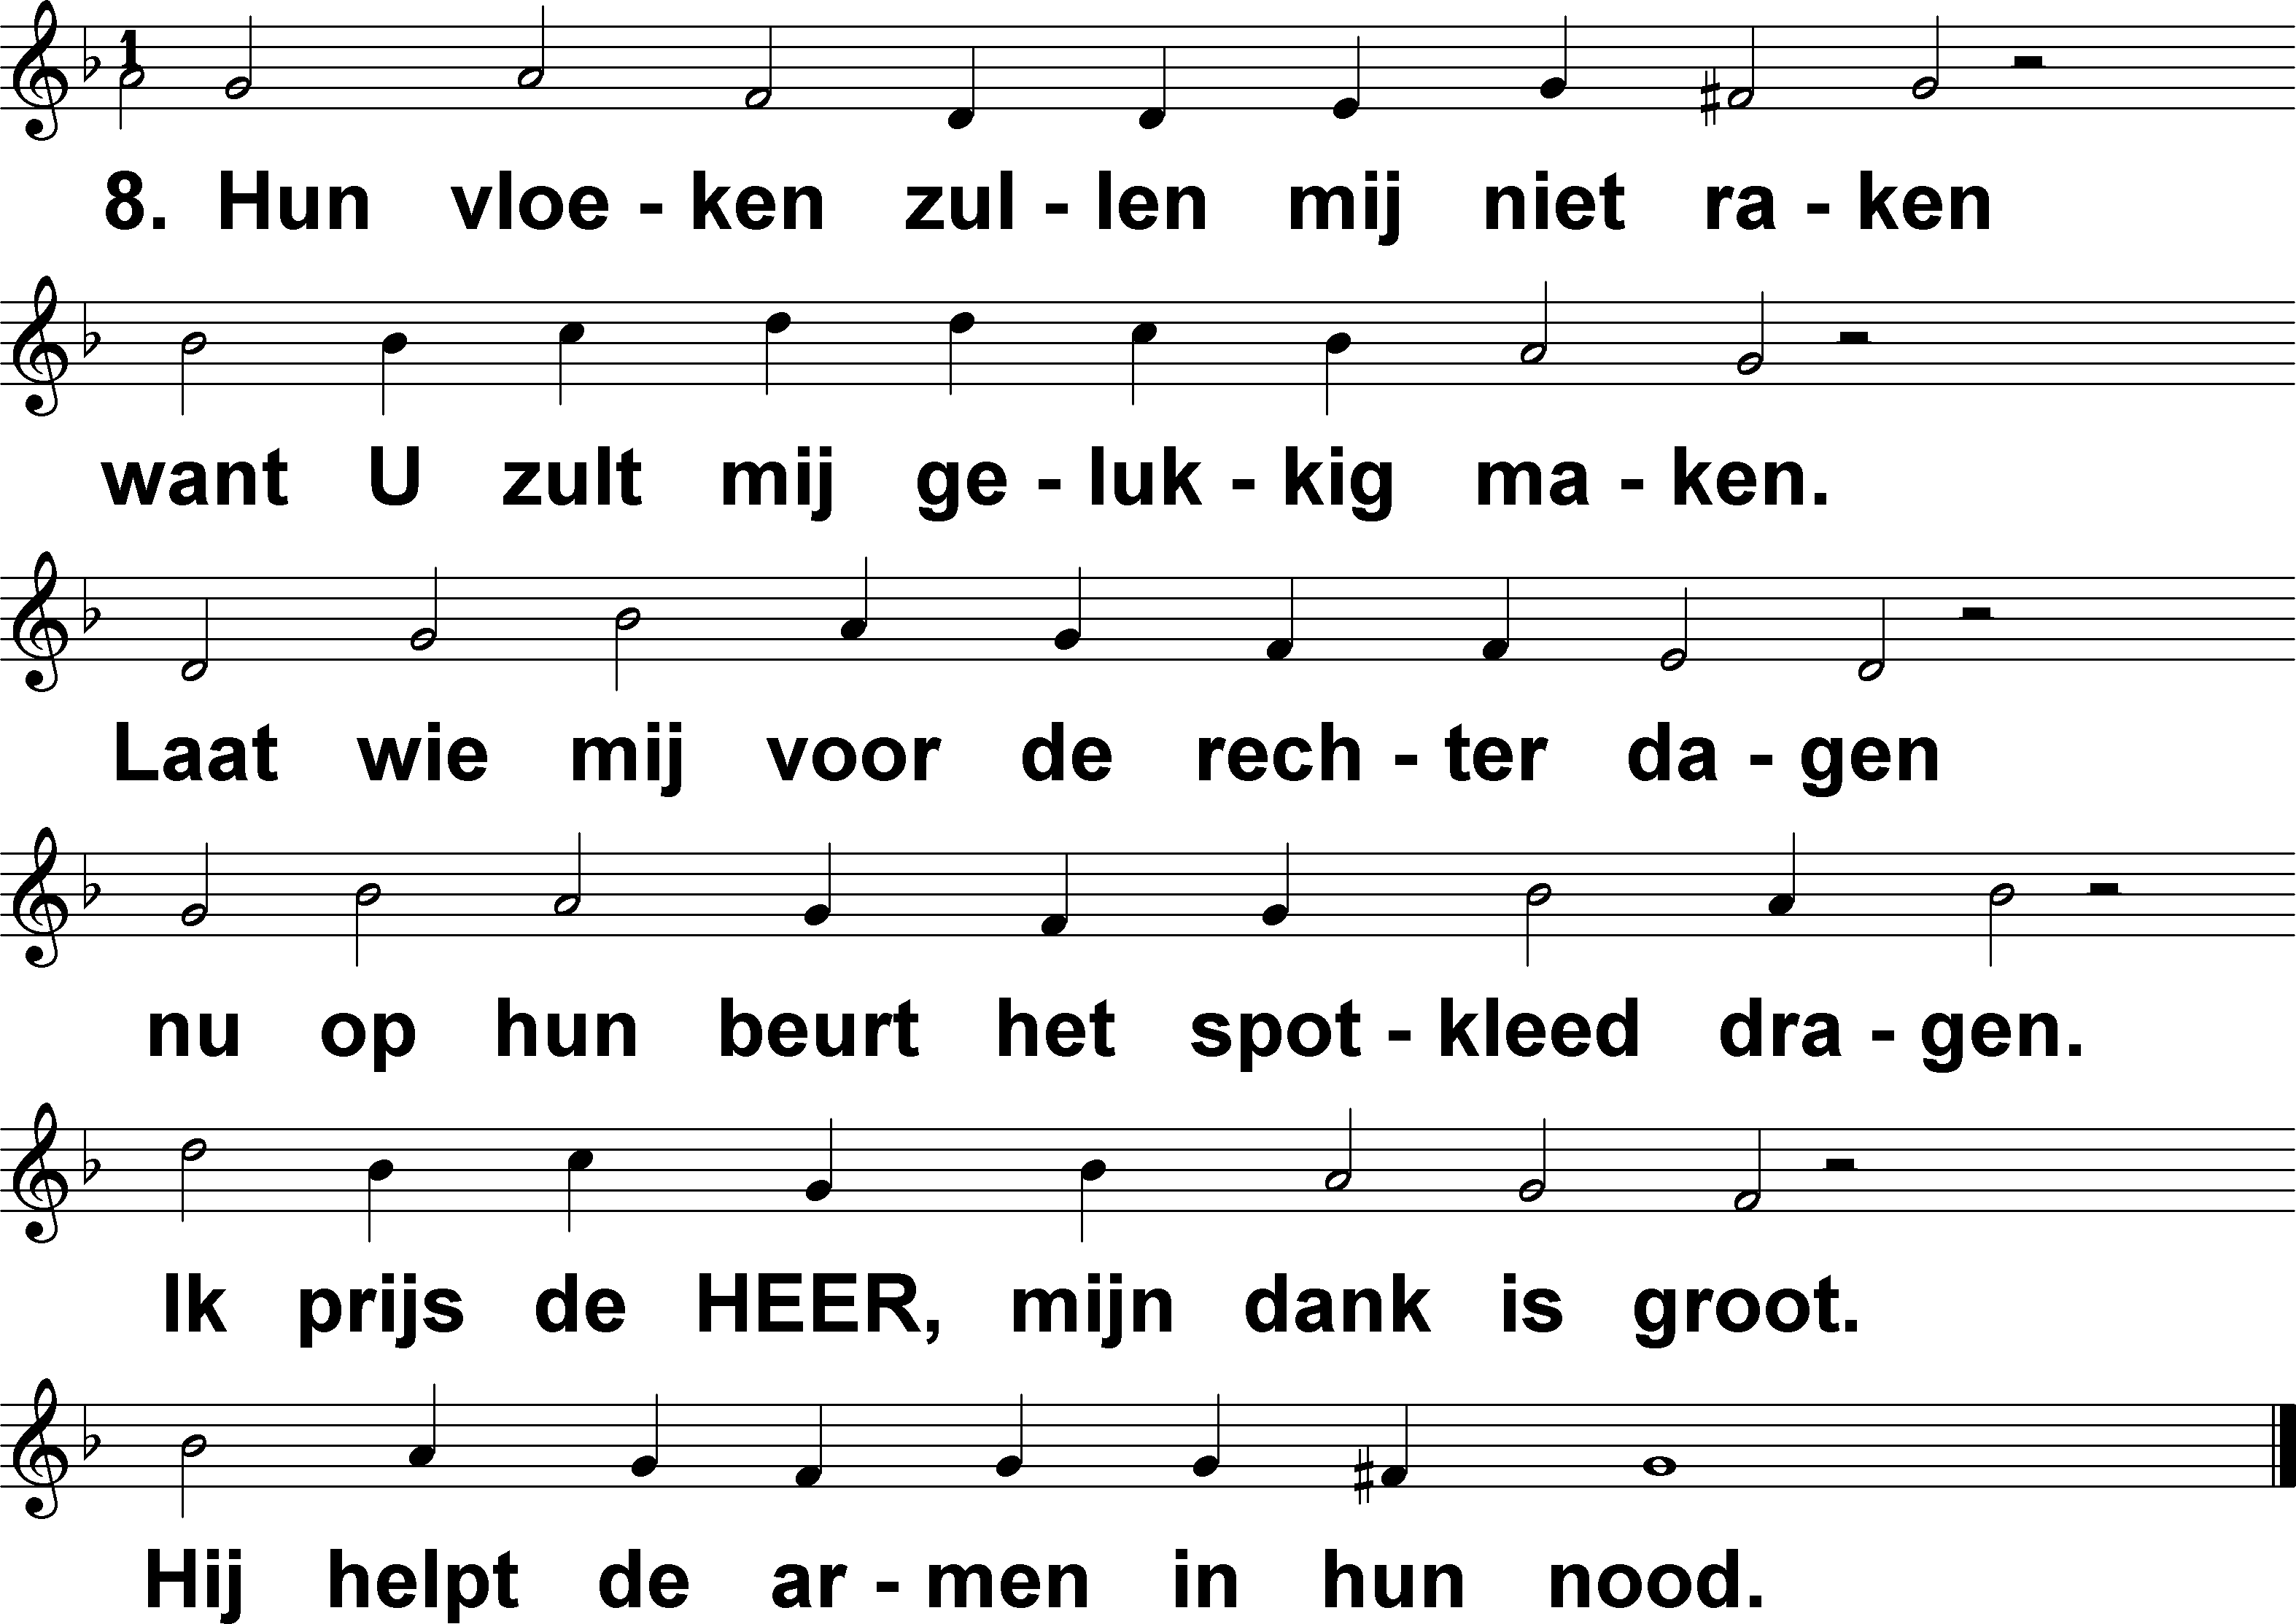 1
8. Hun vloe - ken zul - len mij niet ra - ken
want U zult mij ge - luk - kig ma - ken.
Laat wie mij voor de rech - ter da - gen
nu op hun beurt het spot - kleed dra - gen.
Ik prijs de HEER, mijn dank is groot.
Hij helpt de ar - men in hun nood.